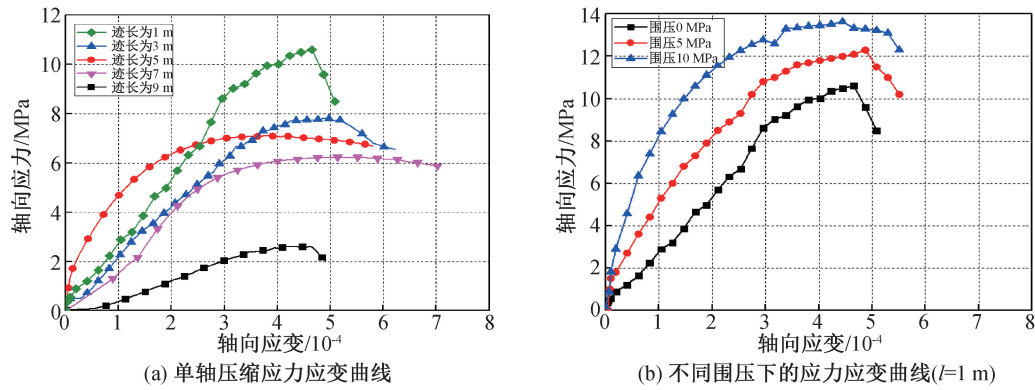 迹长为1 m
迹长为3 m
迹长为5 m
迹长为7 m
迹长为9 m
12
10
8
6
4
2
0
轴向应力/MPa
1 2 3 4 5 6 7 8
轴向应变/10-4
(a) 单轴压缩应力应变曲线
围压0 MPa
围压5 MPa
围压10 MPa
14
12
10
8
6
4
2
0
轴向应力/MPa
0 1 2 3 4 5 6 7 8
轴向应变/10-4
(b) 不同围压下的应力应变曲线(l=1 m)